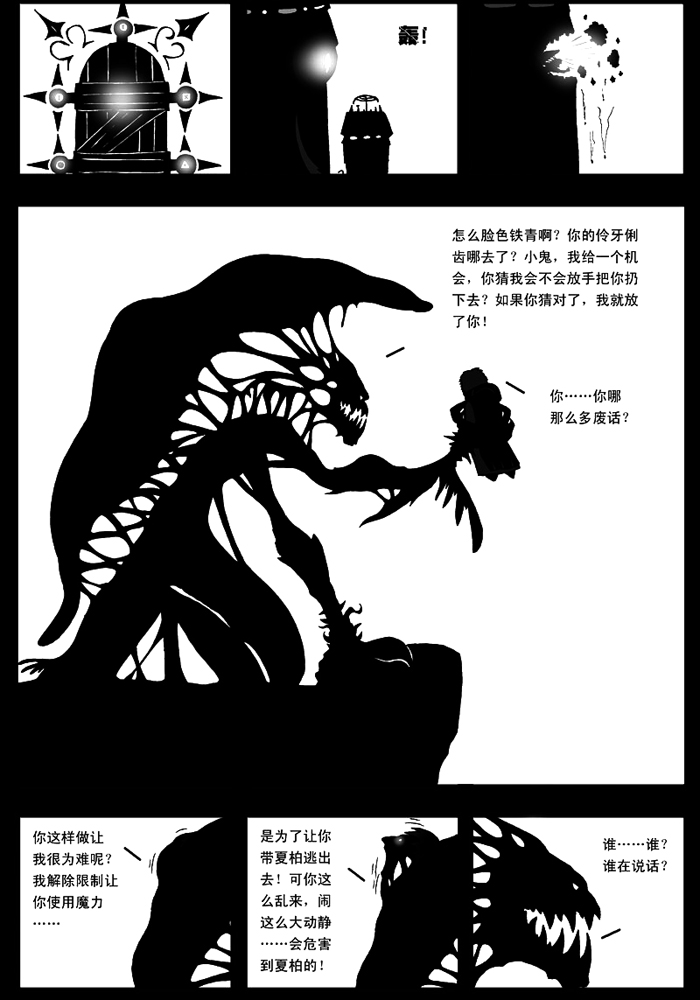 轰！
怎么脸色铁青啊？你的伶牙俐
齿哪去了？小鬼，我给一个机
会，你猜我会不会放手把你扔
下去？如果你猜对了，我就放
了你！
你……你哪
那么多废话？
你这样做让
我很为难呢？
我解除限制让
你使用魔力
……
是为了让你
带夏柏逃出
去！可你这
么乱来，闹
这么大动静
……会危害
到夏柏的！
谁……谁？
谁在说话？